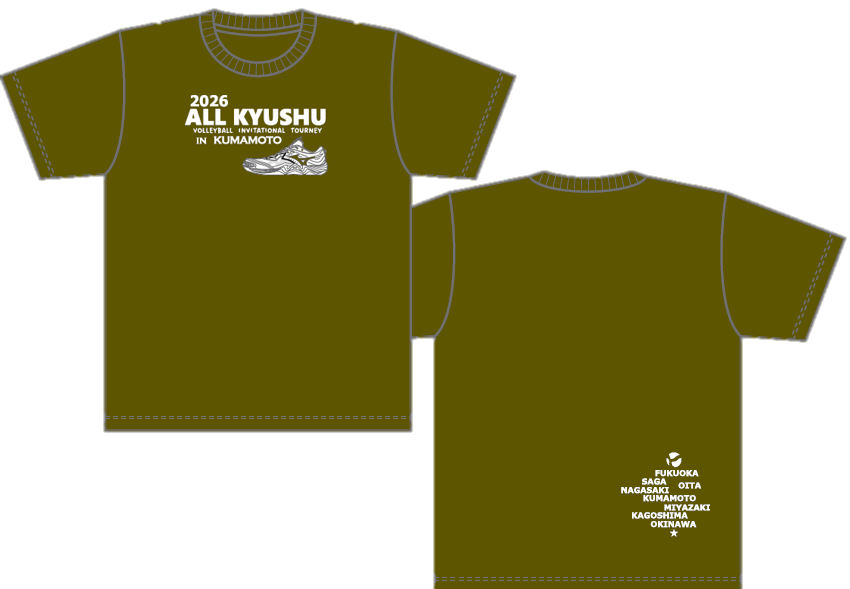 2026
ALL KYUSHU
VOLLEYBALL INVITATIONAL TOURNEY
IN KUMAMOTO
FUKUOKA
SAGA OITA
NAGASAKI
KUMAMOTO
MIYAZAKI
KAGOSHIMA
OKINAWA